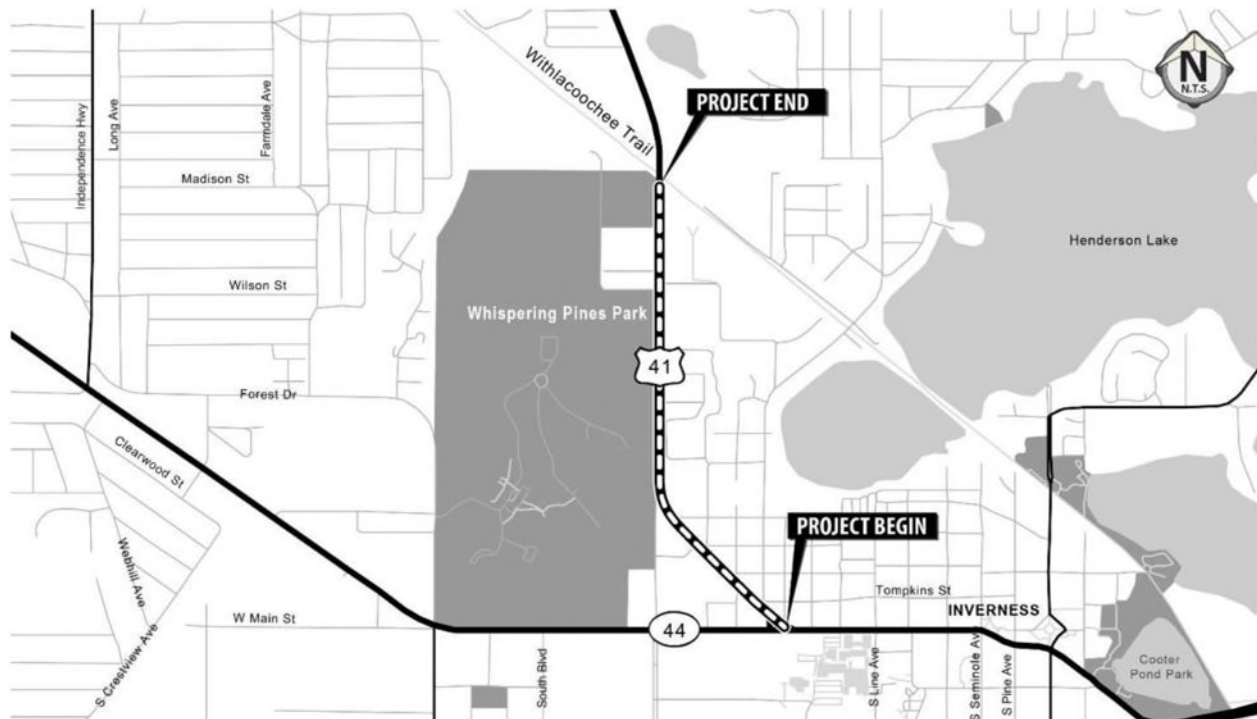 N
N.T.S.
Withlacoochee Trail
PROJECT END
Independence Hwy
Long Ave
Farmdale Ave
Madison St
Henderson Lake
Wilson St
Whispering Pines Park
41
Forest Dr
Clearwood St
PROJECT BEGIN
Webhill Ave
Tompkins St
INVERNESS
W Main St
44
S Crestview Ave
South Blvd
S Line Ave
S Seminole Av
S Pine Ave
Cooter
Pond Park